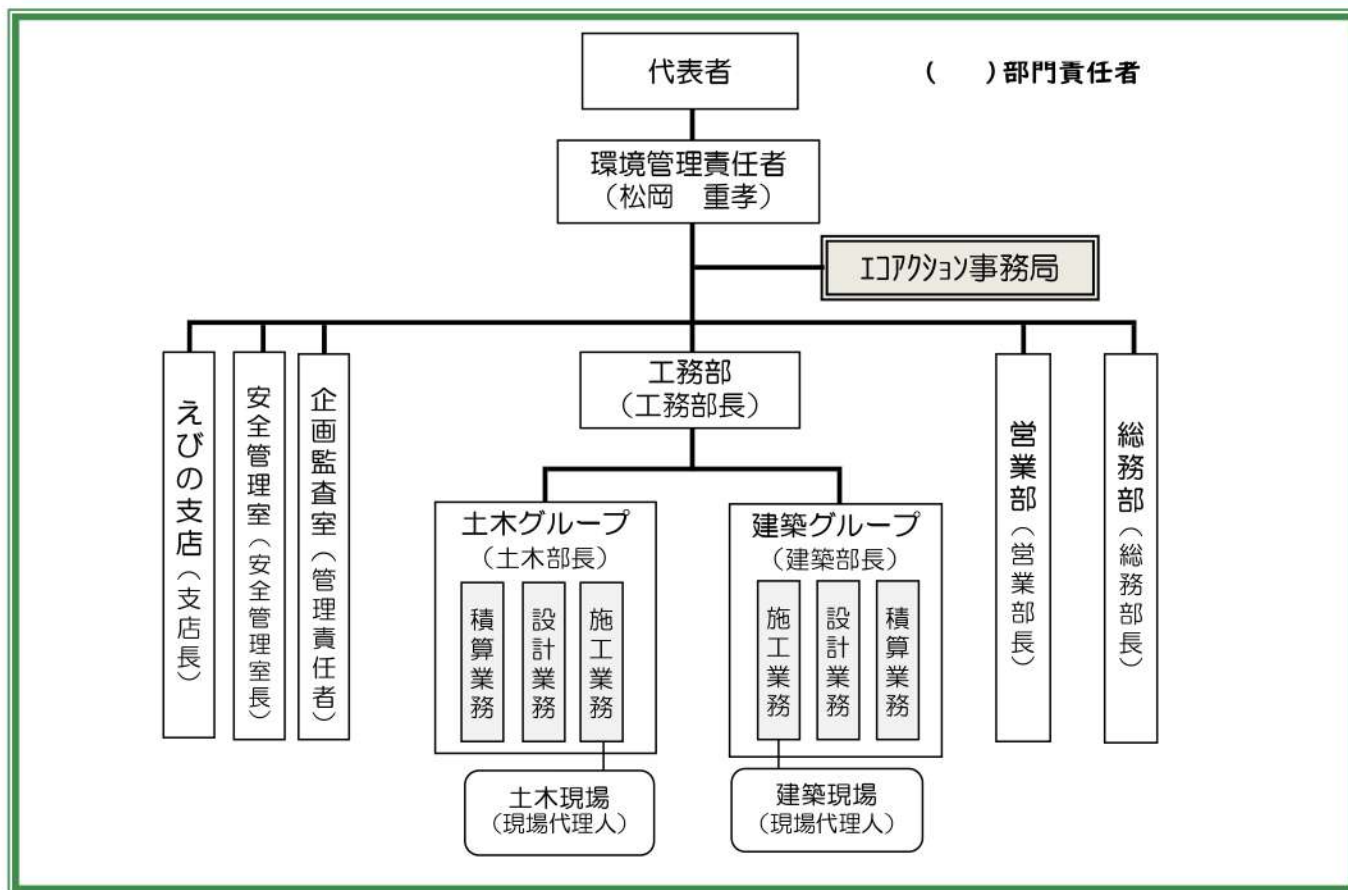 代表者
(　　)部門責任者
環境管理責任者
(松岡　重孝)
ｴｺｱｸｼｮﾝ事務局
えびの支店(支店長)
安全管理室(安全管理室長)
企画監査室(管理責任者)
工務部
(工務部長)
営業部(営業部長)
総務部(総務部長)
土木グループ
(土木部長)
積算業務
設計業務
施工業務
建築グループ
(建築部長)
施工業務
設計業務
積算業務
土木現場
(現場代理人)
建築現場
(現場代理人)